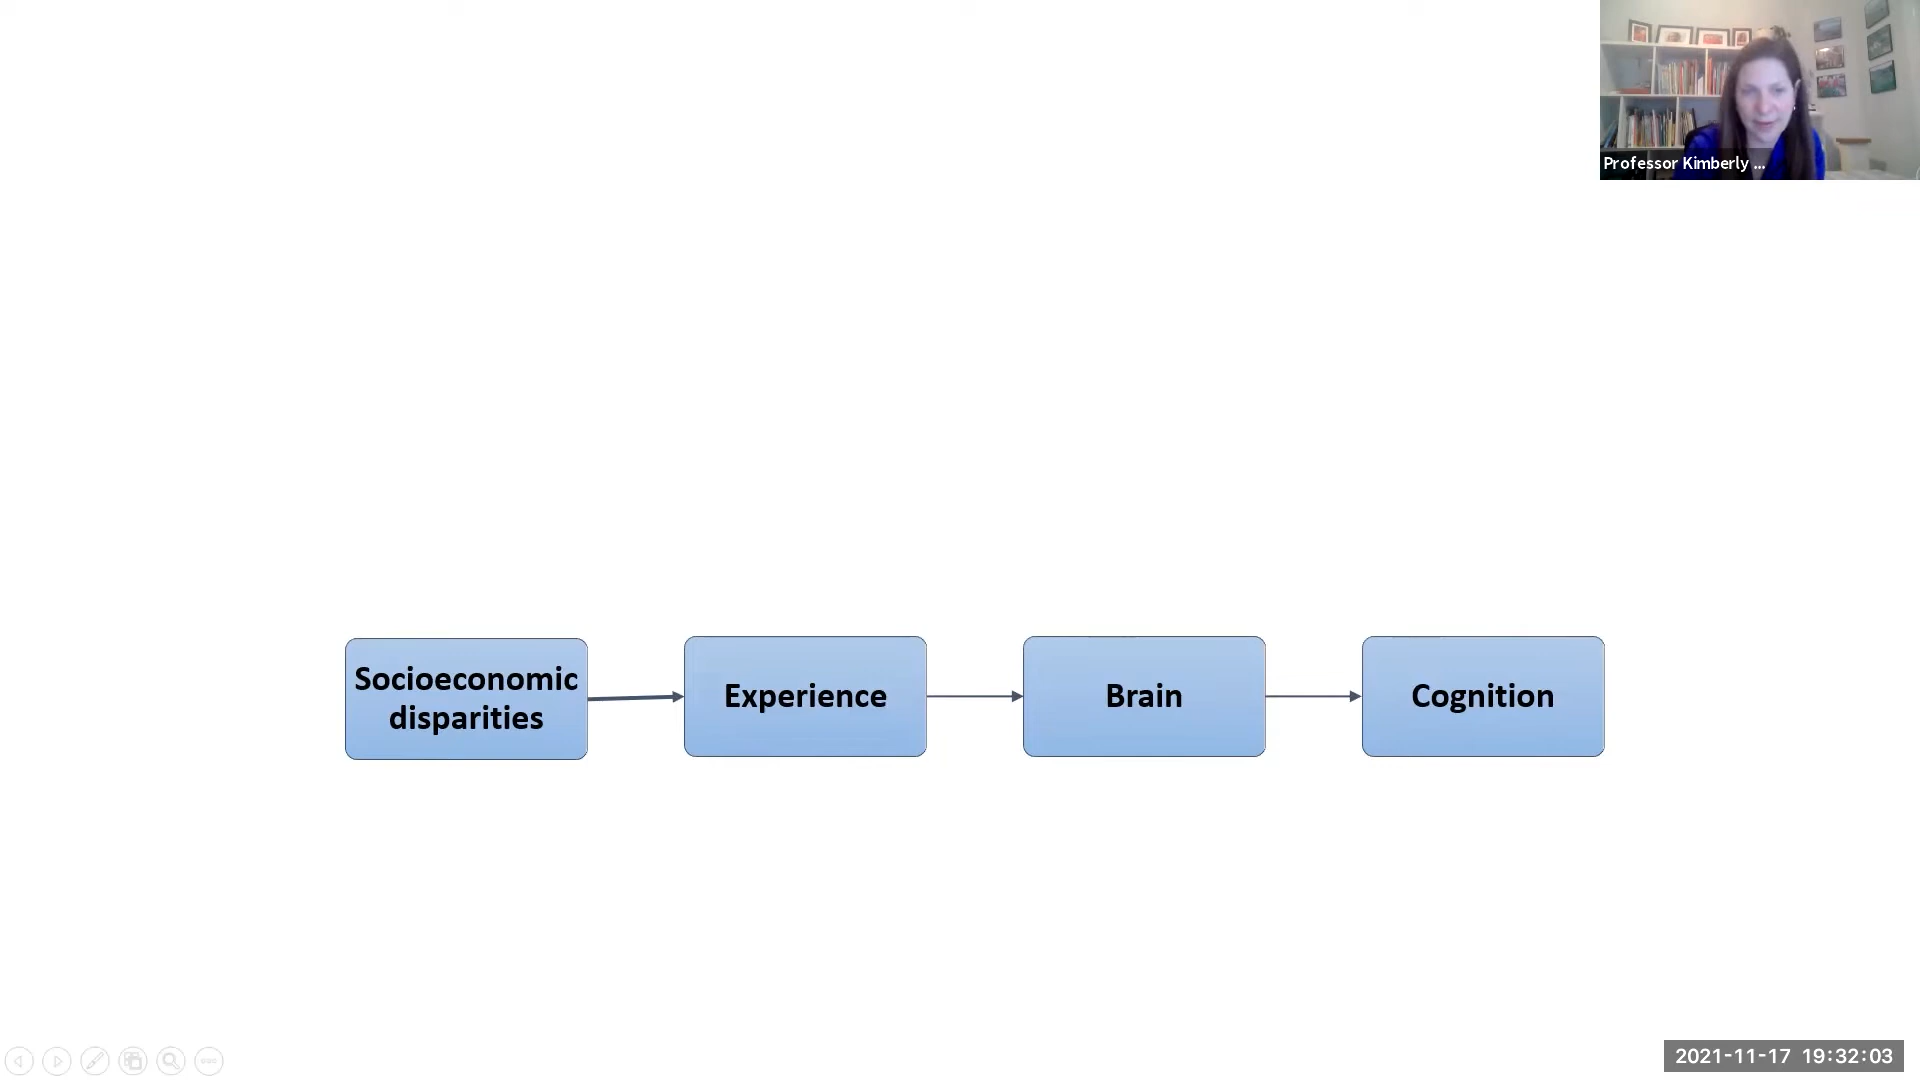 Professor Kimberly ...
Socioeconomic
disparities
Experience
Brain
Cognition
2021-11-17 19:32:03